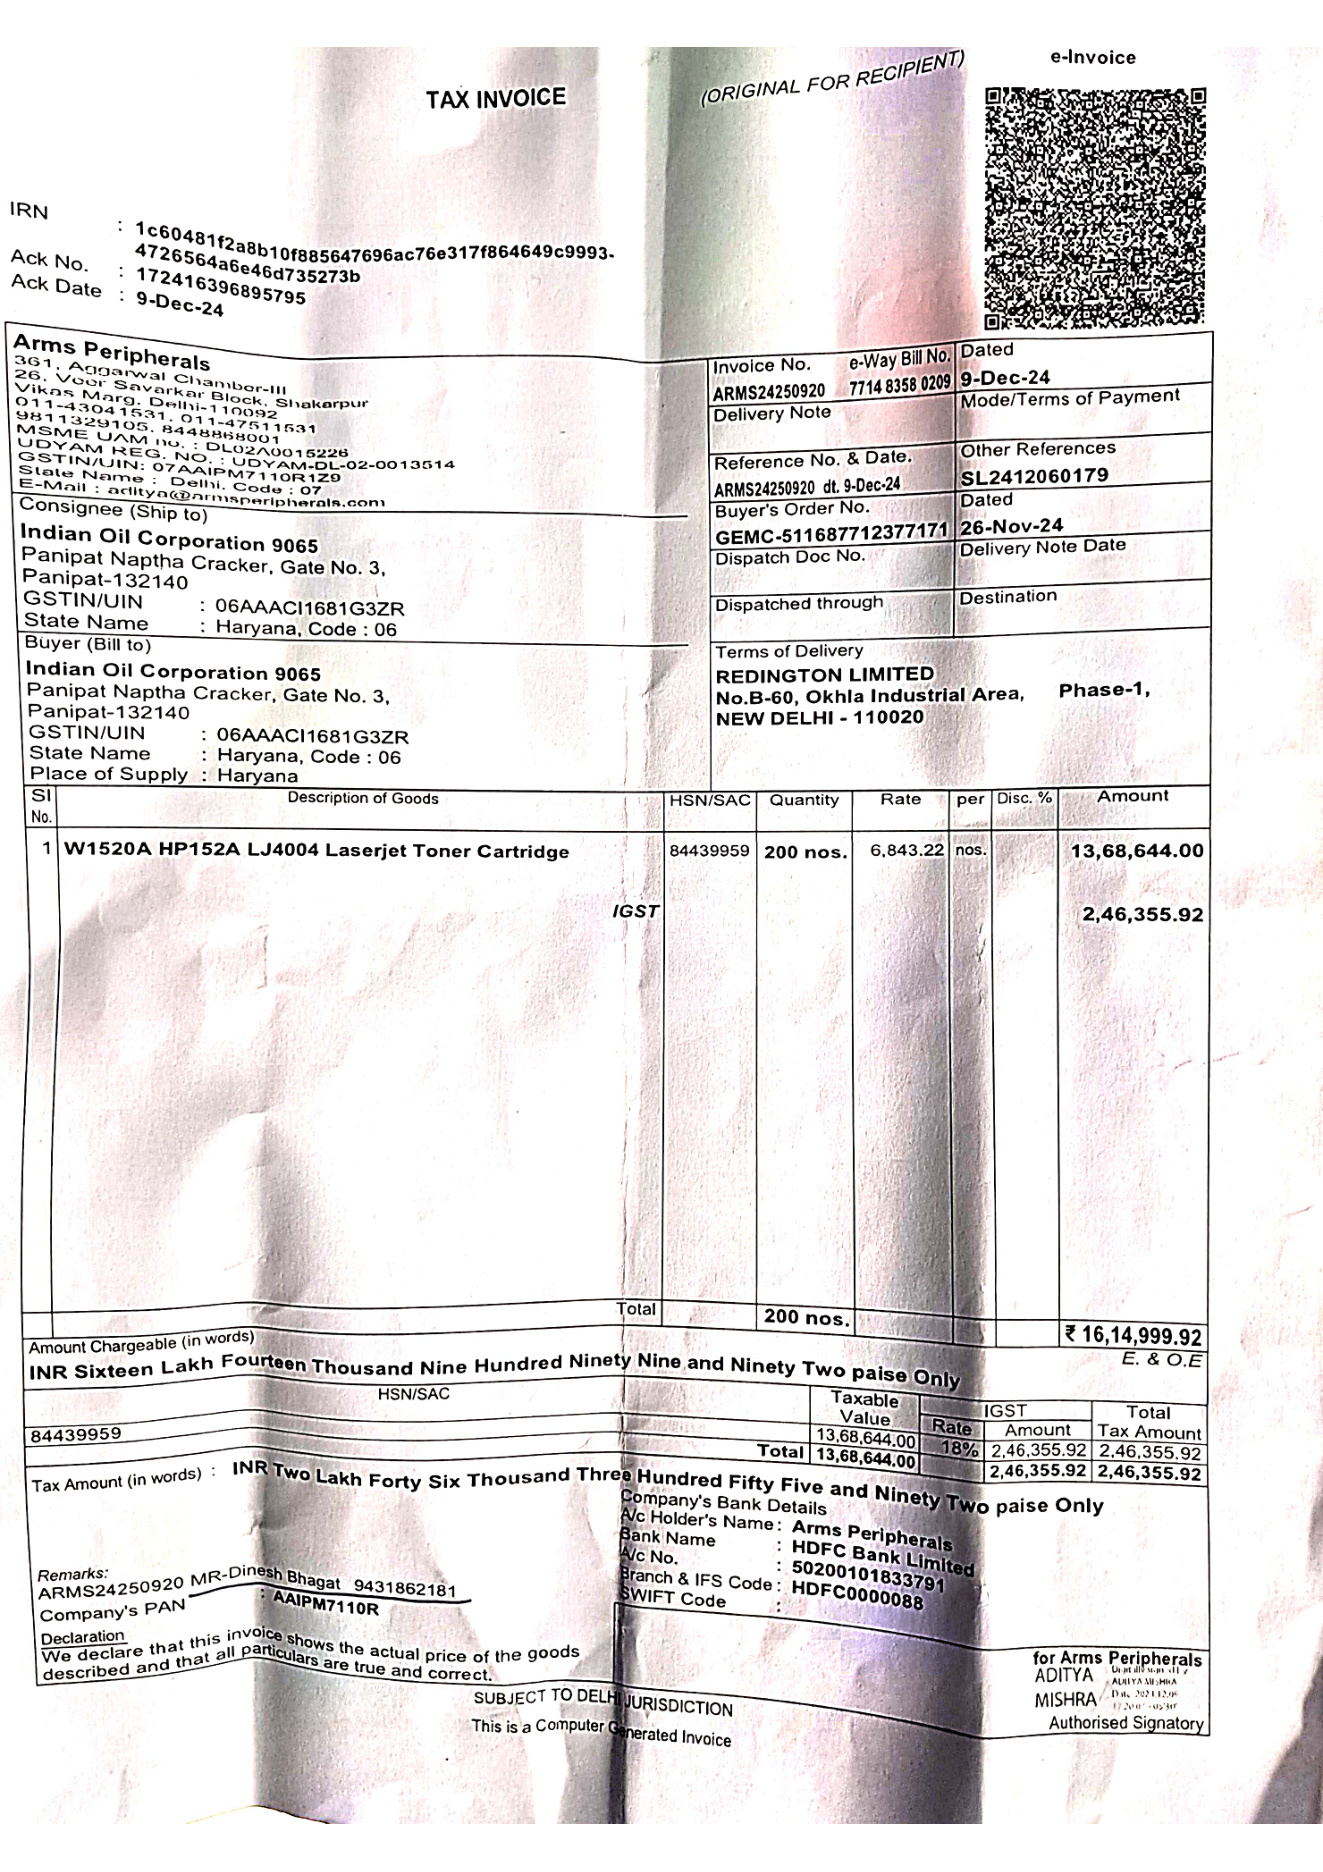 e-Invoice
TAX INVOICE
(ORIGINAL FOR RECIPIENT)
IRN : 1c60481f2a8b10f885647696ac76e317f864649c9993-
4726564a6e46d735273b
Ack No. : 172416396895795
Ack Date : 9-Dec-24
Arms Peripherals
361, Aggarwal Chamber-III
26, Veer Savarkar Block, Shakarpur
Vikas Marg, Delhi-110092
011-43041531, 011-47511531
9811329105, 8448868001
MSME UAM no. : DL02A0015226
UDYAM REG. NO. : UDYAM-DL-02-0013514
GSTIN/UIN: 07AAIPM7110R1Z9
State Name : Delhi, Code : 07
E-Mail : aditya@armsperipherals.com
Invoice No. e-Way Bill No.
ARMS24250920 7714 8358 0209
Dated
9-Dec-24
Delivery Note
Mode/Terms of Payment
Reference No. & Date.
ARMS24250920 dt. 9-Dec-24
Other References
SL2412060179
Buyer's Order No.
GEMC-511687712377171
Dated
26-Nov-24
Dispatch Doc No.
Delivery Note Date
Dispatched through
Destination
Consignee (Ship to)
Indian Oil Corporation 9065
Panipat Naptha Cracker, Gate No. 3,
Panipat-132140
GSTIN/UIN : 06AAACI1681G3ZR
State Name : Haryana, Code : 06
Buyer (Bill to)
Indian Oil Corporation 9065
Panipat Naptha Cracker, Gate No. 3,
Panipat-132140
GSTIN/UIN : 06AAACI1681G3ZR
State Name : Haryana, Code : 06
Place of Supply : Haryana
Terms of Delivery
REDINGTON LIMITED
No.B-60, Okhla Industrial Area, Phase-1,
NEW DELHI - 110020
Sl No. Description of Goods HSN/SAC Quantity Rate per Disc. % Amount
1 W1520A HP152A LJ4004 Laserjet Toner Cartridge 84439959 200 nos. 6,843.22 nos. 13,68,644.00
IGST 2,46,355.92
Total 200 nos. ₹ 16,14,999.92
Amount Chargeable (in words) E. & O.E
INR Sixteen Lakh Fourteen Thousand Nine Hundred Ninety Nine and Ninety Two paise Only
HSN/SAC Taxable Value IGST Rate Amount Total Tax Amount
84439959 13,68,644.00 18% 2,46,355.92 2,46,355.92
Total 13,68,644.00 2,46,355.92 2,46,355.92
Tax Amount (in words) : INR Two Lakh Forty Six Thousand Three Hundred Fifty Five and Ninety Two paise Only
Company's Bank Details
A/c Holder's Name : Arms Peripherals
Bank Name : HDFC Bank Limited
A/c No. : 50200101833791
Branch & IFS Code : HDFC0000088
SWIFT Code :
Remarks:
ARMS24250920 MR-Dinesh Bhagat 9431862181
Company's PAN : AAIPM7110R
Declaration
We declare that this invoice shows the actual price of the goods
described and that all particulars are true and correct.
for Arms Peripherals
ADITYA
MISHRA
Authorised Signatory
SUBJECT TO DELHI JURISDICTION
This is a Computer Generated Invoice